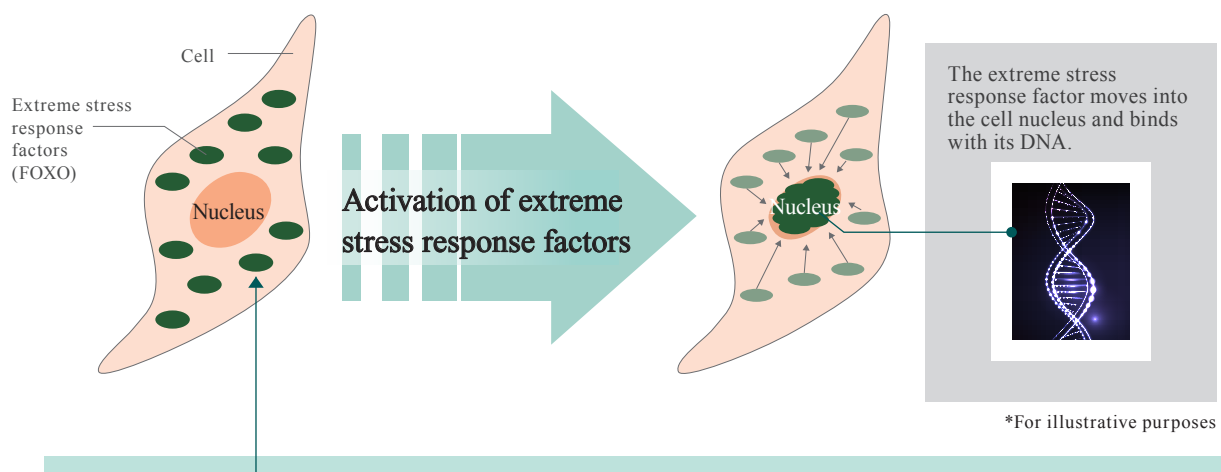 Cell
Extreme stress
response
factors
(FOXO)
Nucleus
Activation of extreme
stress response factors
Nucleus
The extreme stress
response factor moves into
the cell nucleus and binds
with its DNA.
*For illustrative purposes